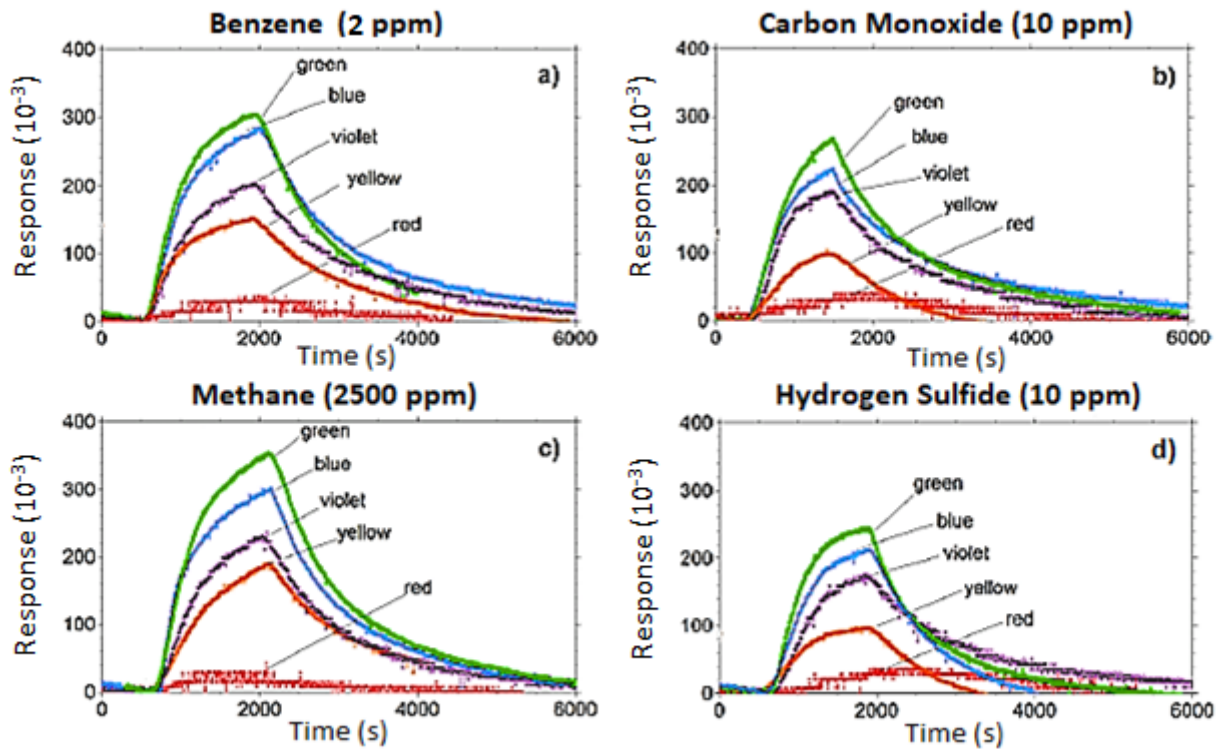 Benzene (2 ppm)
Response (10⁻³)
400
300
200
100
0
a)
green
blue
violet
yellow
red
0
2000
4000
6000
Time (s)
Carbon Monoxide (10 ppm)
Response (10⁻³)
400
300
200
100
0
b)
green
blue
violet
yellow
red
0
2000
4000
6000
Time (s)
Methane (2500 ppm)
Response (10⁻³)
400
300
200
100
0
c)
green
blue
violet
yellow
red
0
2000
4000
6000
Time (s)
Hydrogen Sulfide (10 ppm)
Response (10⁻³)
400
300
200
100
0
d)
green
blue
violet
yellow
red
0
2000
4000
6000
Time (s)